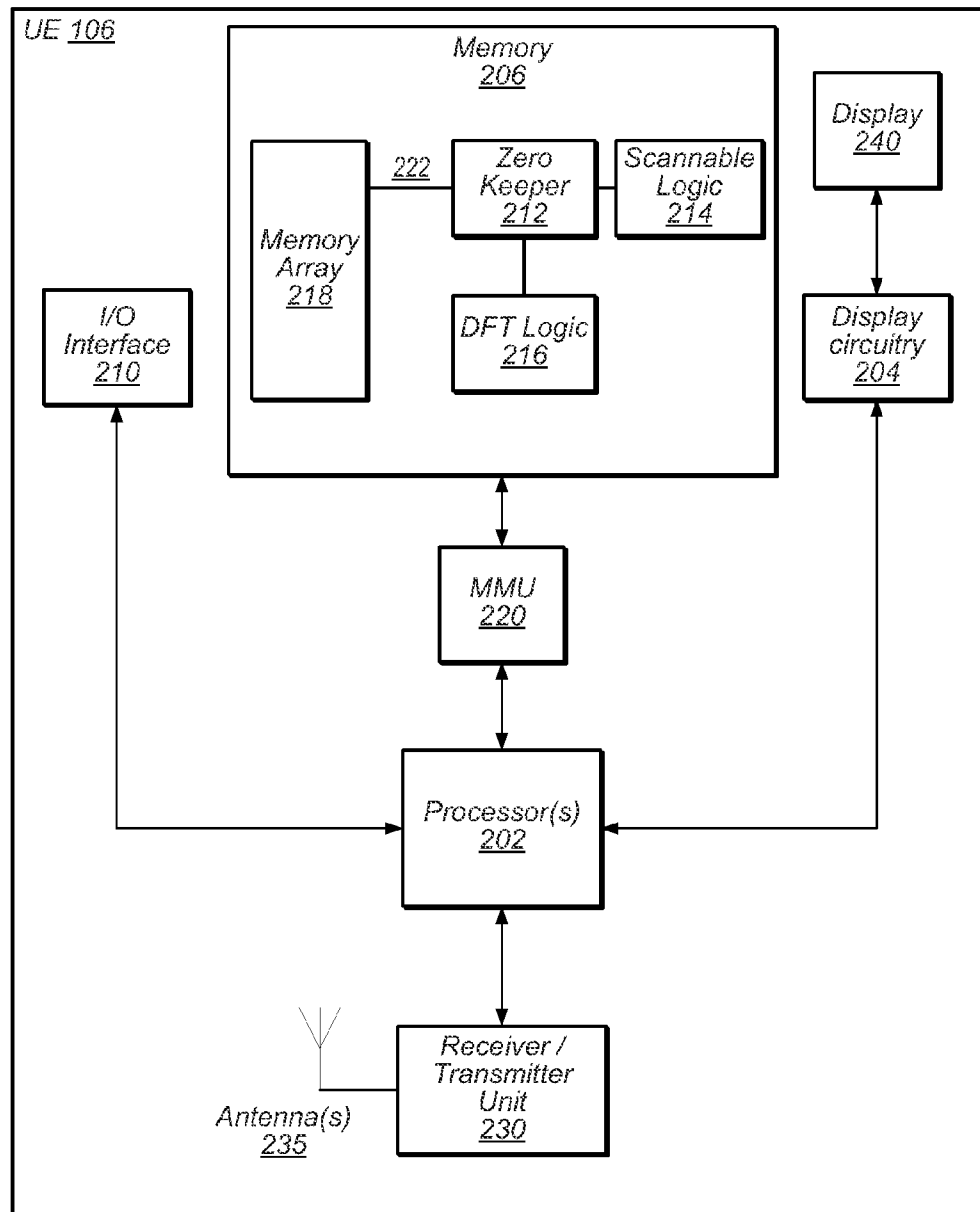 UE 106
Memory
206
Display
240
222
Zero
Keeper
212
Scannable
Logic
214
Memory
Array
218
I/O
Interface
210
DFT Logic
216
Display
circuitry
204
MMU
220
Processor(s)
202
Receiver /
Transmitter
Unit
230
Antenna(s)
235